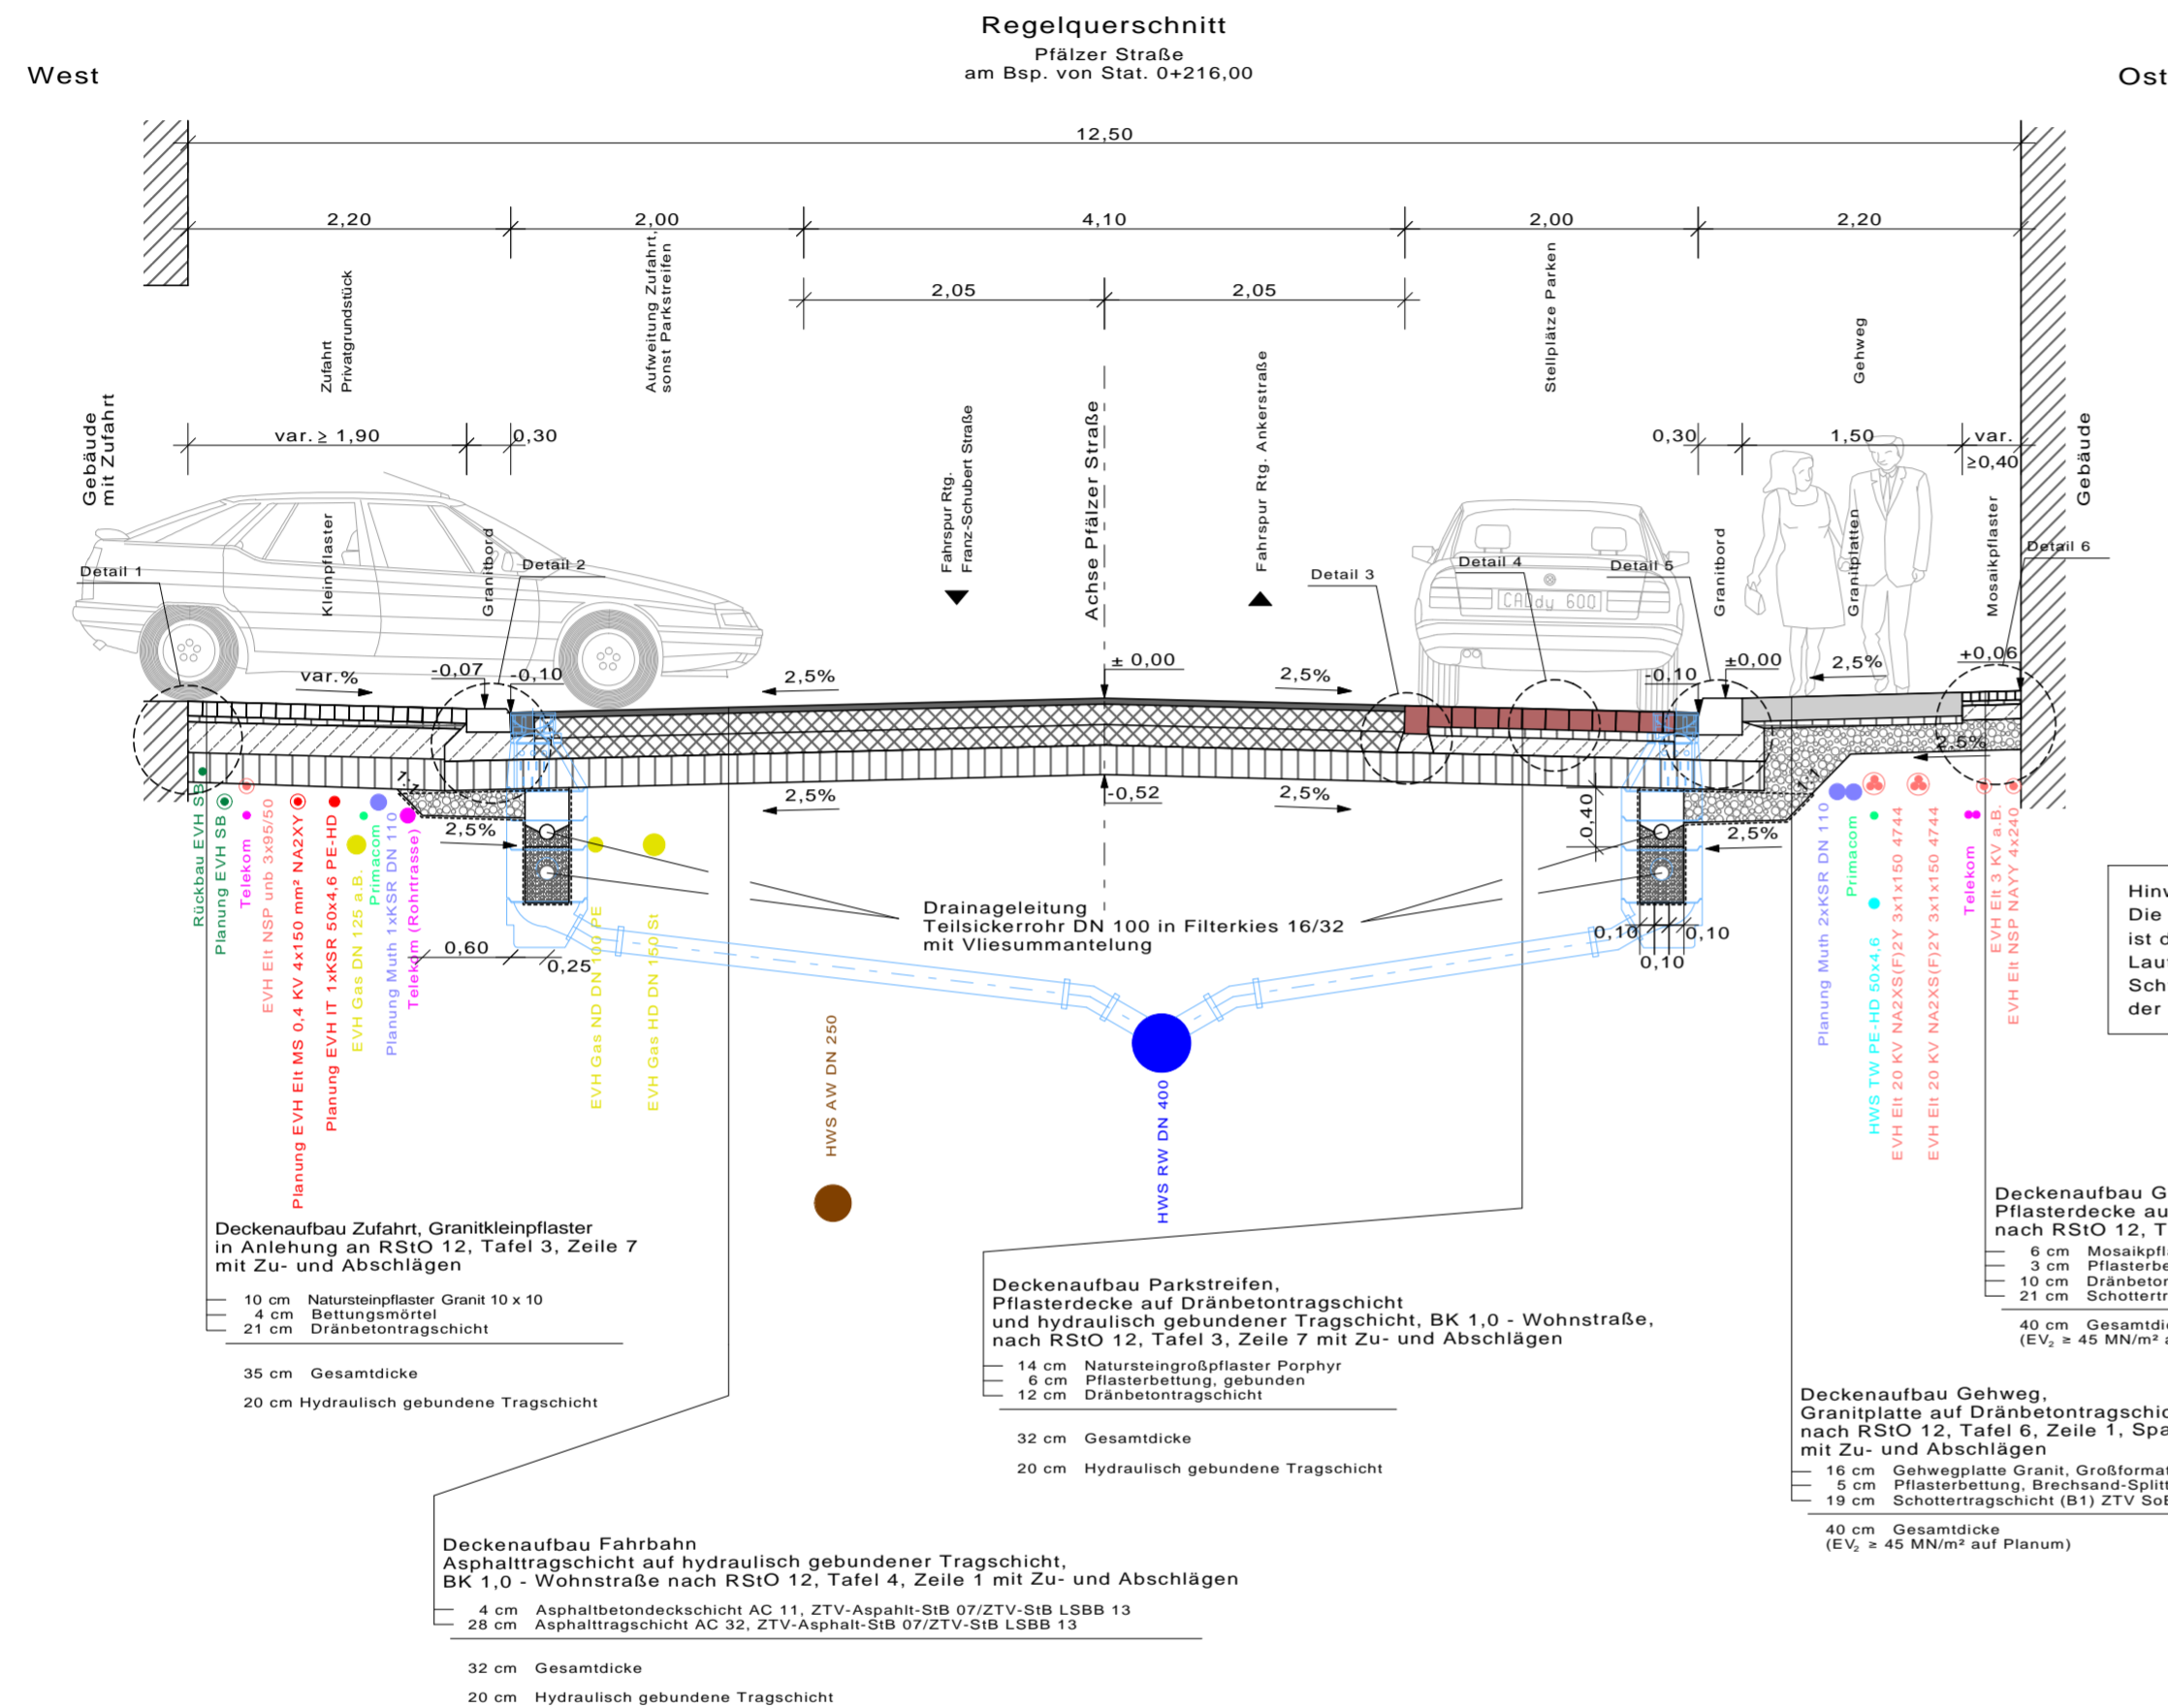 Regelquerschnitt
Pfälzer Straße
am Bsp. von Stat. 0+216,00
West
Ost
12,50
2,20
2,00
4,10
2,00
2,20
2,05
2,05
Zufahrt
Privatgrundstück
Aufweitung Zufahrt,
sonst Parkstreifen
Stellplätze Parken
Gehweg
Gebäude
mit Zufahrt
var. ≥ 1,90
0,30
Fahrspur Rtg.
Franz-Schubert Straße
Achse Pfälzer Straße
Fahrspur Rtg. Ankerstraße
0,30
1,50
var.
≥0,40
Gebäude
Detail 1
Kleinpflaster
Granitbord
Detail 2
Detail 3
Detail 4
Detail 5
Granitbord
Granitplatten
Mosaikpflaster
Detail 6
CADdy 600
var.%
-0,07
-0,10
2,5%
± 0,00
2,5%
-0,10
±0,00
2,5%
+0,06
1:1
2,5%
2,5%
-0,52
2,5%
0,40
2,5%
1:1
2.5%
0,60
0,25
0,10
0,10
0,10
Drainageleitung
Teilsickerrohr DN 100 in Filterkies 16/32
mit Vliesummantelung
Rückbau EVH SB
Planung EVH SB
Telekom
EVH Elt NSP unb 3x95/50
Planung EVH Elt MS 0,4 KV 4x150 mm² NA2XY
Planung EVH IT 1xKSR 50x4,6 PE-HD
EVH Gas DN 125 a.B.
Primacom
Planung Muth 1xKSR DN 110
Telekom (Rohrtrasse)
EVH Gas ND DN 100 PE
EVH Gas HD DN 150 St
HWS AW DN 250
HWS RW DN 400
Planung Muth 2xKSR DN 110
Primacom
HWS TW PE-HD 50x4,6
EVH Elt 20 KV NA2XS(F)2Y 3x1x150 4744
EVH Elt 20 KV NA2XS(F)2Y 3x1x150 4744
Telekom
EVH Elt 3 KV a.B.
EVH Elt NSP NAYY 4x240
Hinw
Die
ist d
Lauf
Sch
der
Deckenaufbau Zufahrt, Granitkleinpflaster
in Anlehung an RStO 12, Tafel 3, Zeile 7
mit Zu- und Abschlägen
10 cm Natursteinpflaster Granit 10 x 10
4 cm Bettungsmörtel
21 cm Dränbetontragschicht
35 cm Gesamtdicke
20 cm Hydraulisch gebundene Tragschicht
Deckenaufbau Parkstreifen,
Pflasterdecke auf Dränbetontragschicht
und hydraulisch gebundener Tragschicht, BK 1,0 - Wohnstraße,
nach RStO 12, Tafel 3, Zeile 7 mit Zu- und Abschlägen
14 cm Natursteingroßpflaster Porphyr
6 cm Pflasterbettung, gebunden
12 cm Dränbetontragschicht
32 cm Gesamtdicke
20 cm Hydraulisch gebundene Tragschicht
Deckenaufbau G
Pflasterdecke au
nach RStO 12, T
6 cm Mosaikpfla
3 cm Pflasterbe
10 cm Dränbeton
21 cm Schottertr
40 cm Gesamtdic
(EV₂ ≥ 45 MN/m² a
Deckenaufbau Gehweg,
Granitplatte auf Dränbetontragschic
nach RStO 12, Tafel 6, Zeile 1, Spa
mit Zu- und Abschlägen
16 cm Gehwegplatte Granit, Großformat
5 cm Pflasterbettung, Brechsand-Splitt
19 cm Schottertragschicht (B1) ZTV SoB
40 cm Gesamtdicke
(EV₂ ≥ 45 MN/m² auf Planum)
Deckenaufbau Fahrbahn
Asphalttragschicht auf hydraulisch gebundener Tragschicht,
BK 1,0 - Wohnstraße nach RStO 12, Tafel 4, Zeile 1 mit Zu- und Abschlägen
4 cm Asphaltbetondeckschicht AC 11, ZTV-Aspahlt-StB 07/ZTV-StB LSBB 13
28 cm Asphalttragschicht AC 32, ZTV-Asphalt-StB 07/ZTV-StB LSBB 13
32 cm Gesamtdicke
20 cm Hydraulisch gebundene Tragschicht